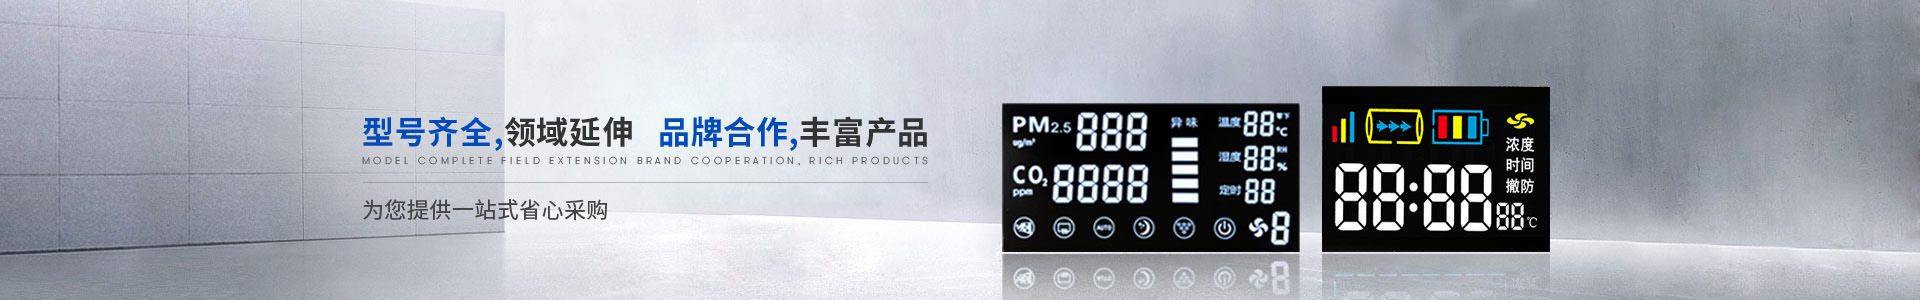 型号齐全,领域延伸 品牌合作,丰富产品
MODEL COMPLETE FIELD EXTENSION BRAND COOPERATION, RICH PRODUCTS
为您提供一站式省心采购
PM2.5 888
ug/m³
CO2 8888
ppm
异味
温度 88 ℃
湿度 88 RH %
定时 88
AUTO
8
浓度
时间
撤防
88:88
88℃